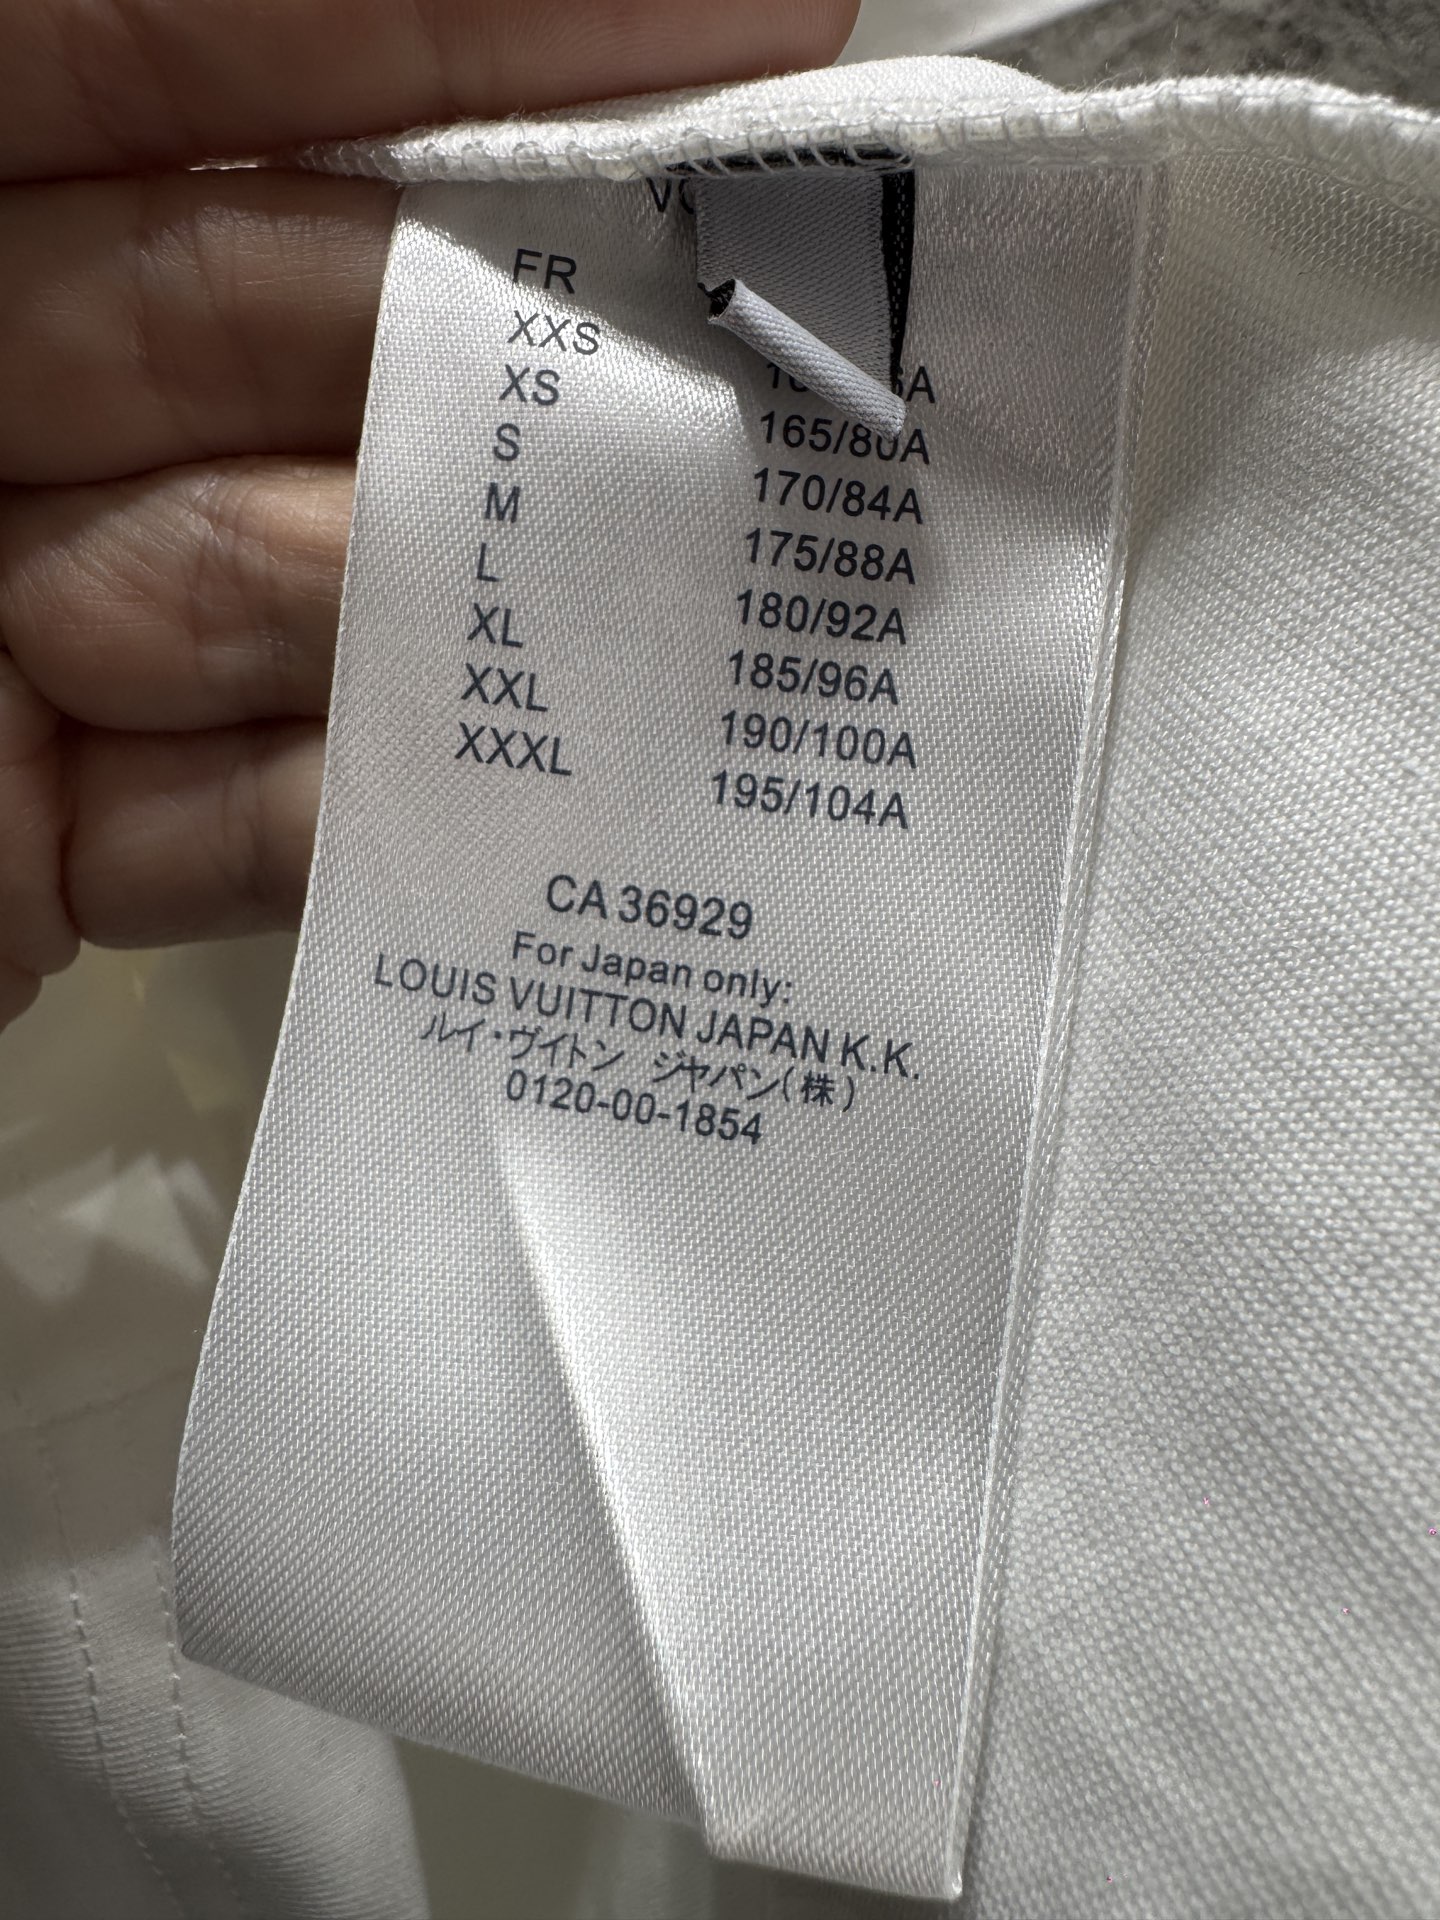 FR
XXS
XS 165/80A
S 170/84A
M 175/88A
L 180/92A
XL 185/96A
XXL 190/100A
XXXL 195/104A
CA 36929
For Japan only:
LOUIS VUITTON JAPAN K.K.
ルイ・ヴィトン ジャパン(株)
0120-00-1854